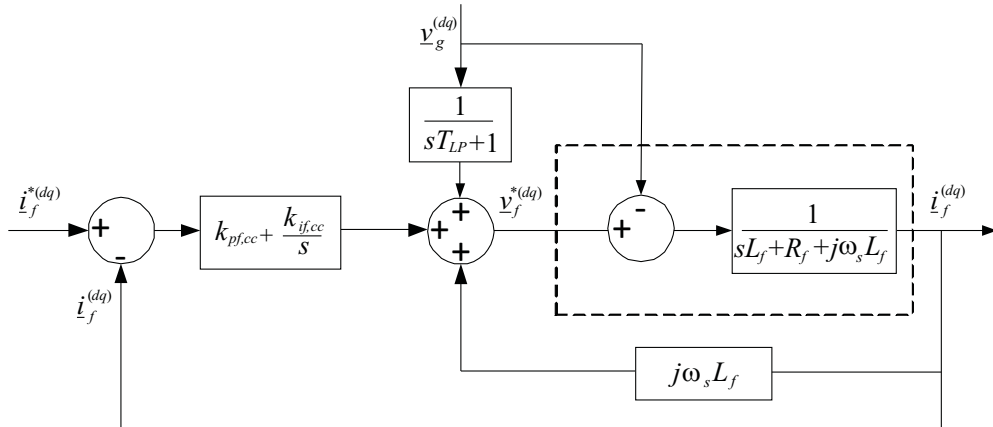 v_g^(dq)
1
sT_LP+1
i_f^*(dq)
+
-
i_f^(dq)
k_pf,cc + k_if,cc
s
+
+
+
v_f^*(dq)
+
-
1
sL_f+R_f+jω_sL_f
i_f^(dq)
jω_sL_f